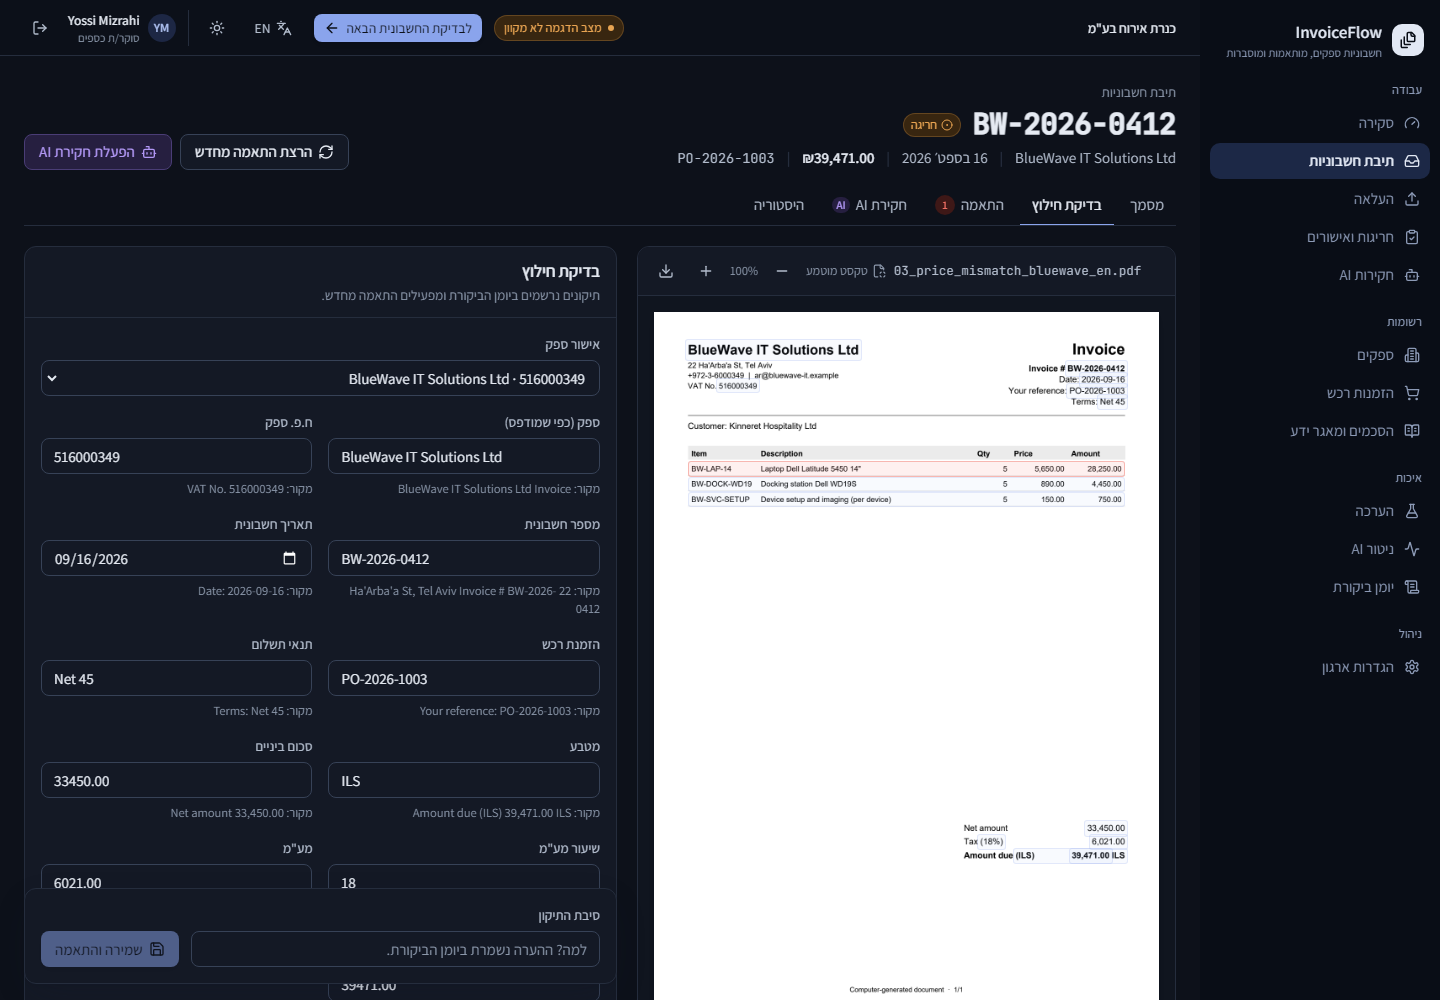 InvoiceFlow
חשבוניות ספקים, מותאמות ומוסברות
עבודה
סקירה
תיבת חשבוניות
העלאה
חריגות ואישורים
חקירות AI
רשומות
ספקים
הזמנות רכש
הסכמים ומאגר ידע
איכות
הערכה
ניטור AI
יומן ביקורת
ניהול
הגדרות ארגון
כנרת אירוח בע"מ
מצב הדגמה לא מקוון
לבדיקת החשבונית הבאה
EN
YM
Yossi Mizrahi
סוקר/ת כספים
תיבת חשבוניות
BW-2026-0412
חריגה
BlueWave IT Solutions Ltd
16 בספט׳ 2026
₪39,471.00
PO-2026-1003
הרצת התאמה מחדש
הפעלת חקירת AI
מסמך
בדיקת חילוץ
התאמה 1
חקירת AI AI
היסטוריה
03_price_mismatch_bluewave_en.pdf
טקסט מוטמע
100%
BlueWave IT Solutions Ltd
22 Ha'Arba'a St, Tel Aviv
+972-3-6000349 | ar@bluewave-it.example
VAT No. 516000349
Invoice
Invoice # BW-2026-0412
Date: 2026-09-16
Your reference: PO-2026-1003
Terms: Net 45
Customer: Kinneret Hospitality Ltd
Item Description Qty Price Amount
BW-LAP-14 Laptop Dell Latitude 5450 14" 5 5,650.00 28,250.00
BW-DOCK-WD19 Docking station Dell WD19S 5 890.00 4,450.00
BW-SVC-SETUP Device setup and imaging (per device) 5 150.00 750.00
Net amount 33,450.00
Tax (18%) 6,021.00
Amount due (ILS) 39,471.00 ILS
Computer-generated document - 1/1
בדיקת חילוץ
תיקונים נרשמים ביומן הביקורת ומפעילים התאמה מחדש.
אישור ספק
BlueWave IT Solutions Ltd · 516000349
ספק (כפי שמודפס)
BlueWave IT Solutions Ltd
מקור: BlueWave IT Solutions Ltd Invoice
ח.פ. ספק
516000349
מקור: VAT No. 516000349
מספר חשבונית
BW-2026-0412
מקור: 22 Ha'Arba'a St, Tel Aviv Invoice # BW-2026-
0412
תאריך חשבונית
09/16/2026
מקור: Date: 2026-09-16
הזמנת רכש
PO-2026-1003
מקור: Your reference: PO-2026-1003
תנאי תשלום
Net 45
מקור: Terms: Net 45
מטבע
ILS
מקור: Amount due (ILS) 39,471.00 ILS
סכום ביניים
33450.00
מקור: Net amount 33,450.00
שיעור מע"מ
18
מע"מ
6021.00
סיבת התיקון
למה? ההערה נשמרת ביומן הביקורת.
שמירה והתאמה
39471.00